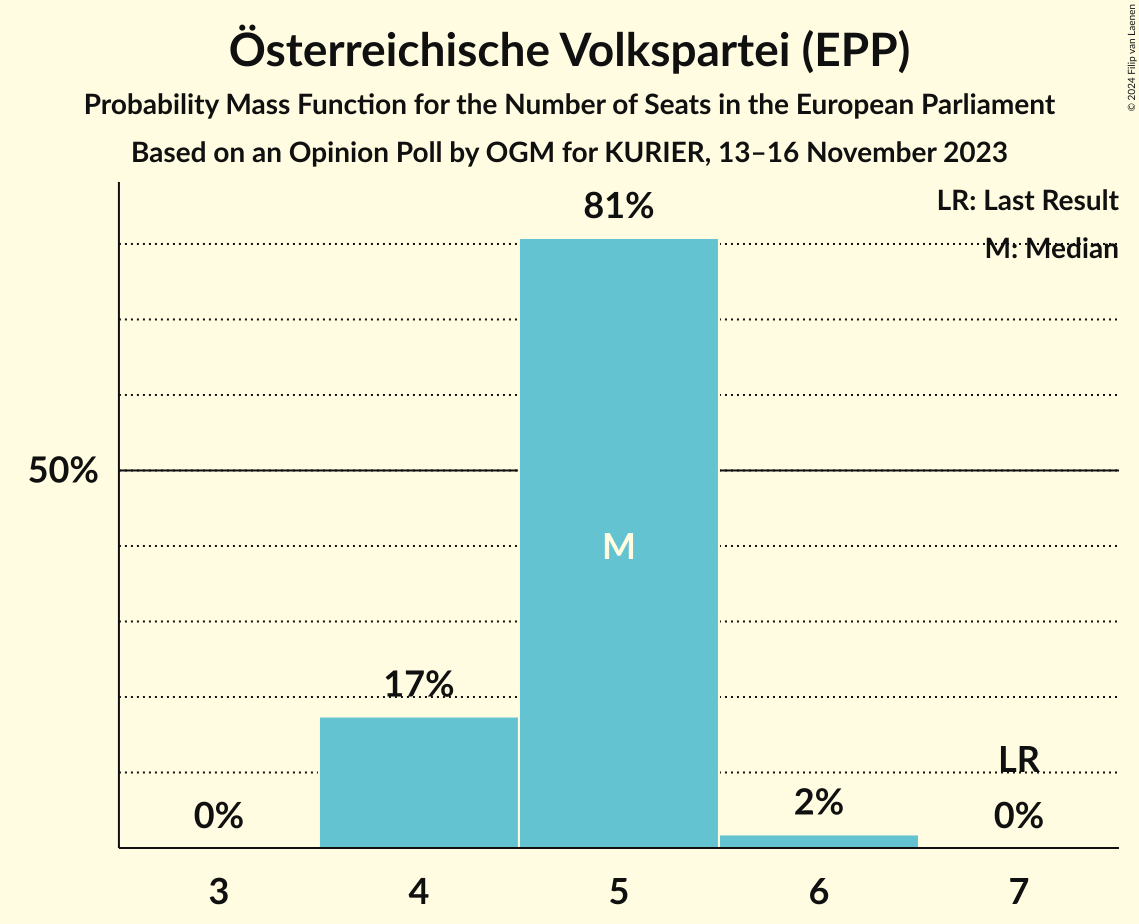 Österreichische Volkspartei (EPP)
Probability Mass Function for the Number of Seats in the European Parliament
Based on an Opinion Poll by OGM for KURIER, 13–16 November 2023
© 2024 Filip van Laenen
LR: Last Result
M: Median
81%
50%
M
17%
LR
0%
2%
0%
3 4 5 6 7